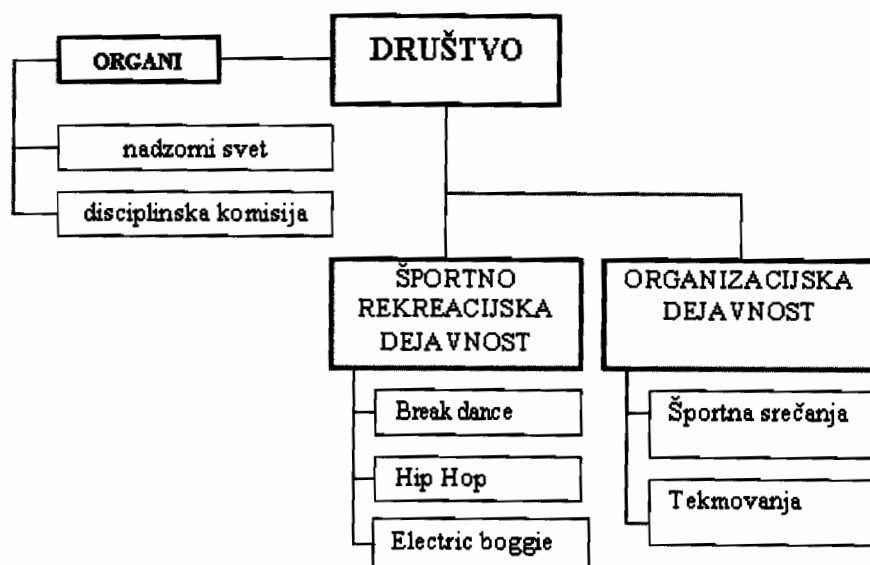 DRUŠTVO
ORGANI
nadzorni svet
disciplinska komisija
ŠPORTNO
REKREACIJSKA
DEJAVNOST
Break dance
Hip Hop
Electric boggie
ORGANIZACIJSKA
DEJAVNOST
Športna srečanja
Tekmovanja